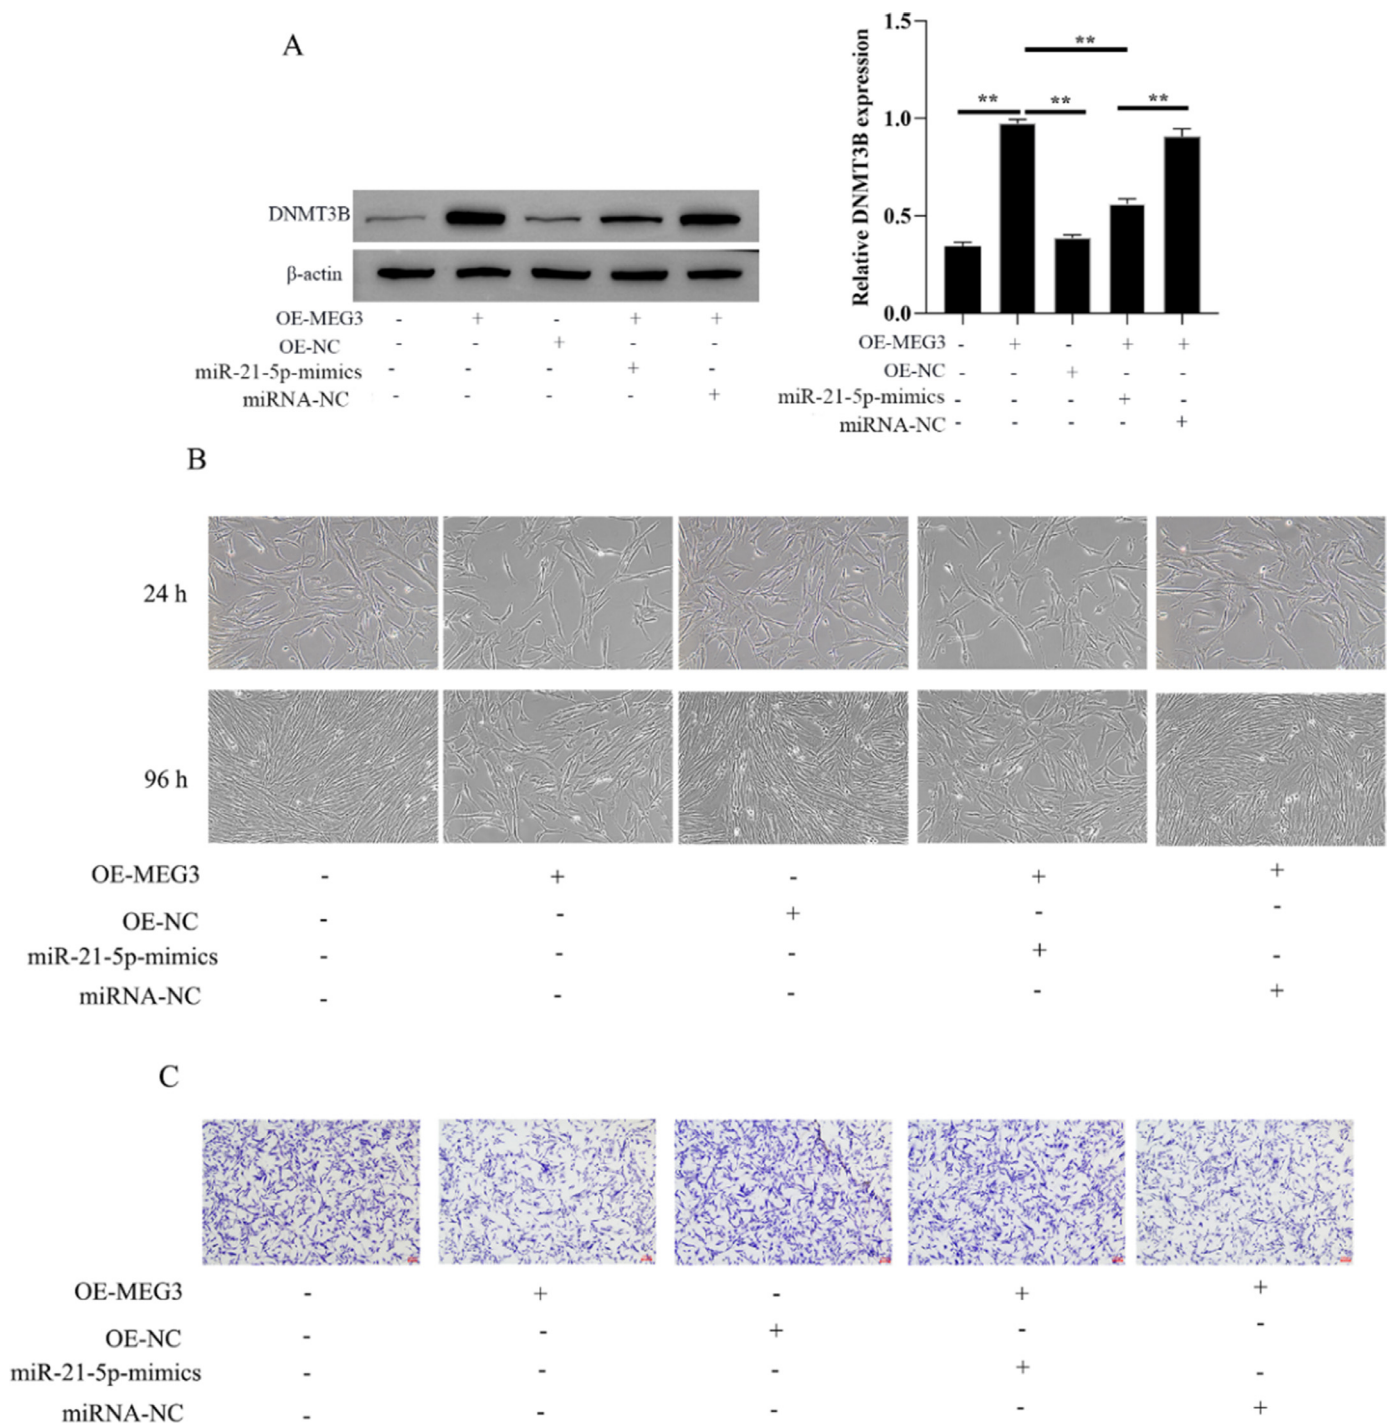 A
DNMT3B
β-actin
OE-MEG3 - + - + +
OE-NC - - + - -
miR-21-5p-mimics - - - + -
miRNA-NC - - - - +
Relative DNMT3B expression
1.5
1.0
0.5
0.0
**
** ** **
OE-MEG3 - + - + +
OE-NC - - + - -
miR-21-5p-mimics - - - + -
miRNA-NC - - - - +
B
24 h
96 h
OE-MEG3 - + - + +
OE-NC - - + - -
miR-21-5p-mimics - - - + -
miRNA-NC - - - - +
C
OE-MEG3 - + - + +
OE-NC - - + - -
miR-21-5p-mimics - - - + -
miRNA-NC - - - - +